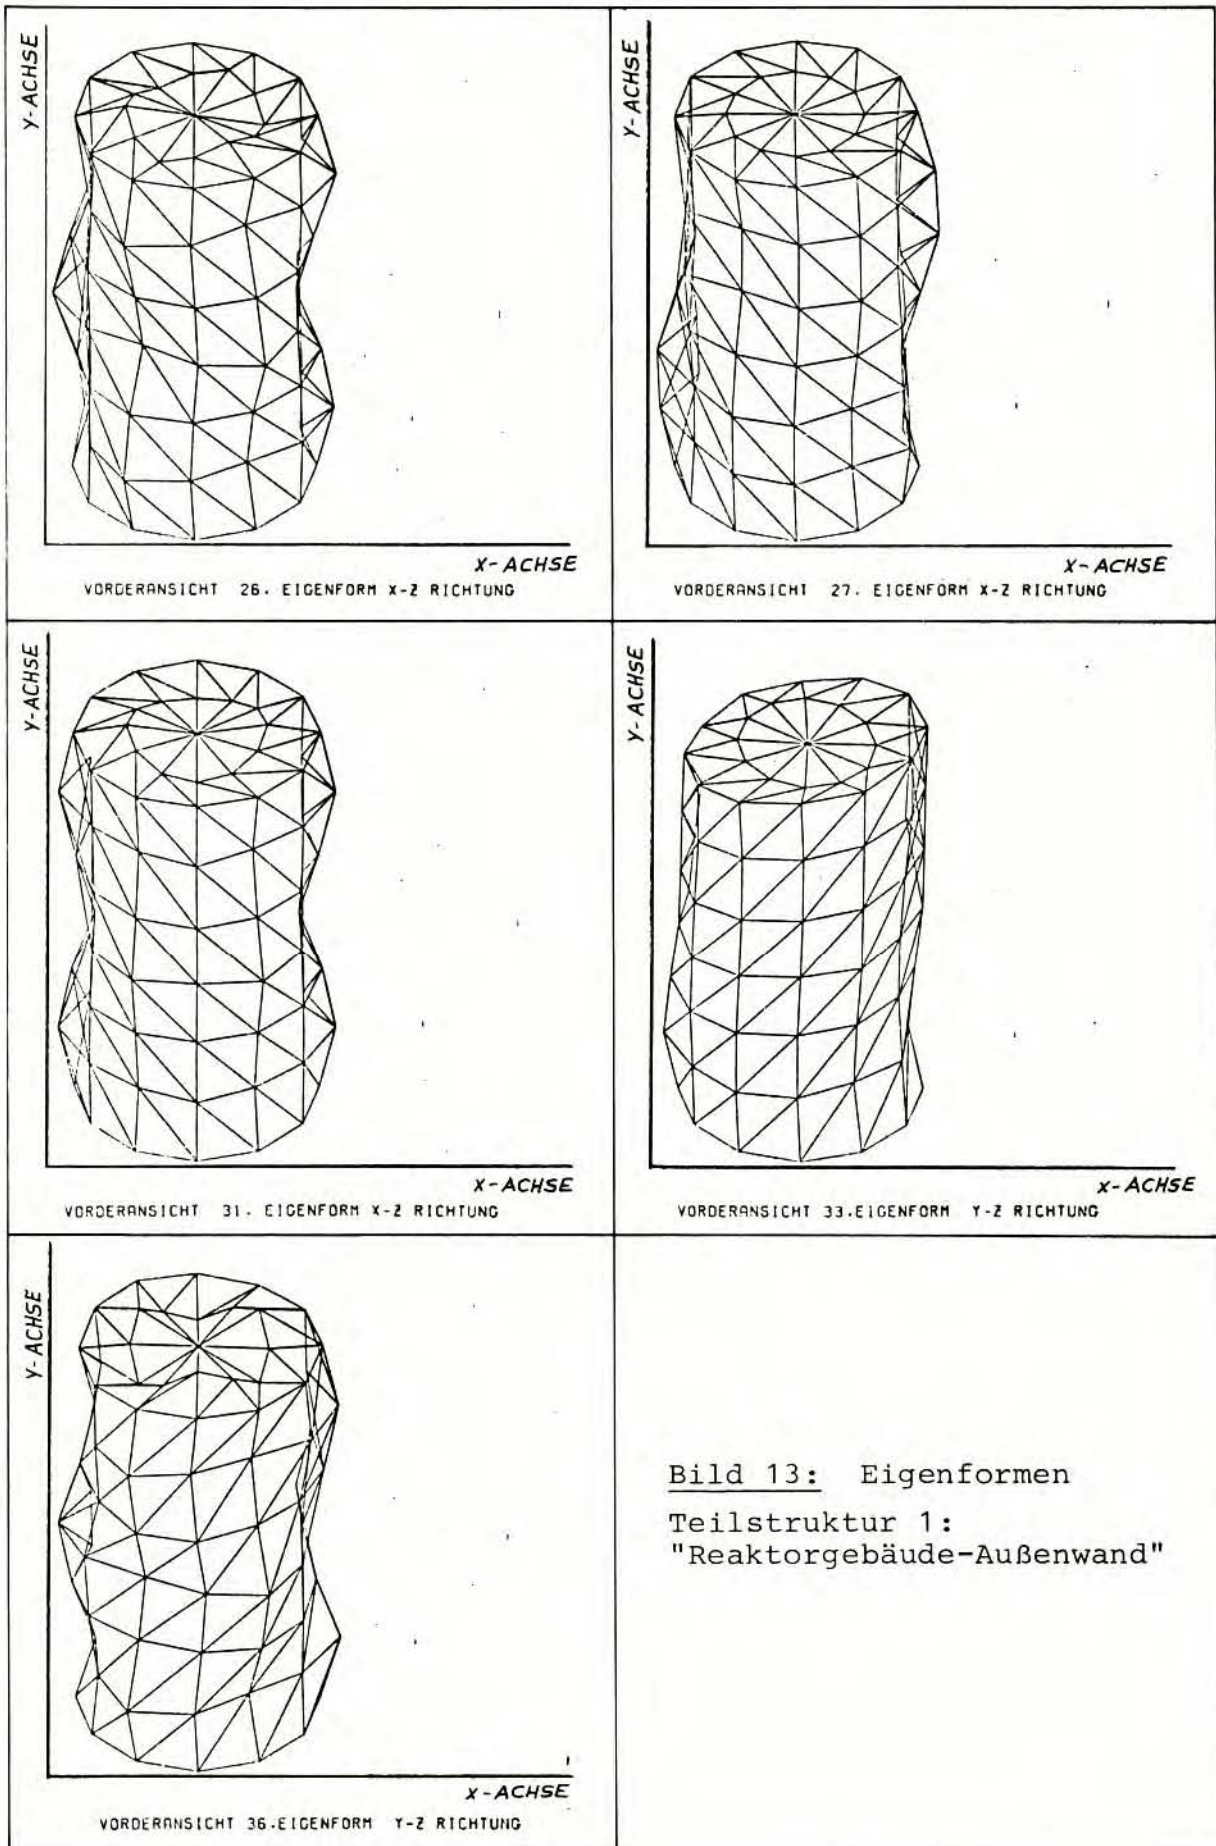 Y-ACHSE
X-ACHSE
VORDERANSICHT 26. EIGENFORM X-Z RICHTUNG
Y-ACHSE
X-ACHSE
VORDERANSICHT 27. EIGENFORM X-Z RICHTUNG
Y-ACHSE
X-ACHSE
VORDERANSICHT 31. EIGENFORM X-Z RICHTUNG
Y-ACHSE
X-ACHSE
VORDERANSICHT 33.EIGENFORM Y-Z RICHTUNG
Y-ACHSE
X-ACHSE
VORDERANSICHT 36.EIGENFORM Y-Z RICHTUNG
Bild 13: Eigenformen
Teilstruktur 1:
"Reaktorgebäude-Außenwand"